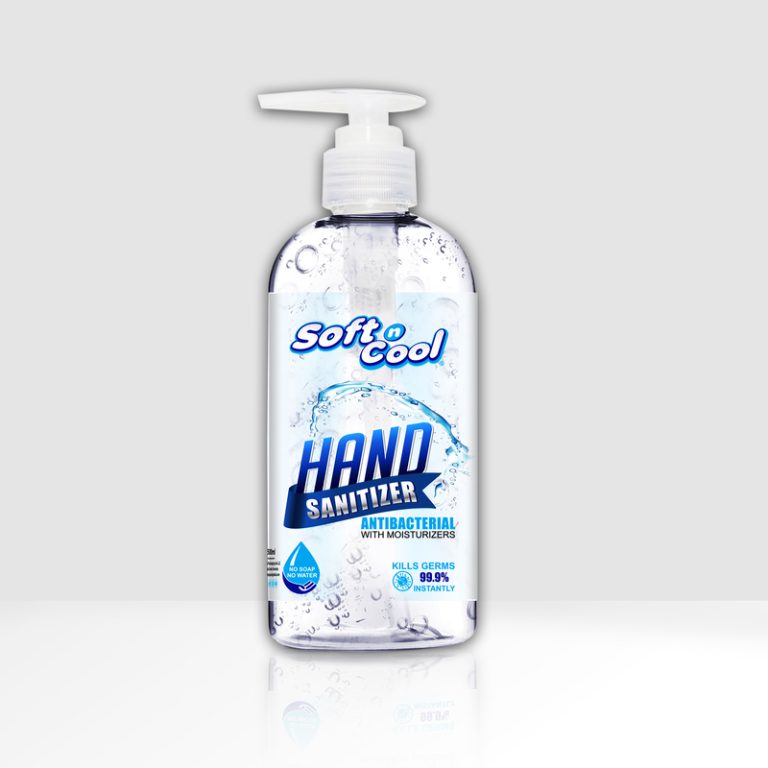 Soft n
Cool
HAND
SANITIZER
ANTIBACTERIAL
WITH MOISTURIZERS
NO SOAP
NO WATER
KILLS GERMS
99.9%
INSTANTLY